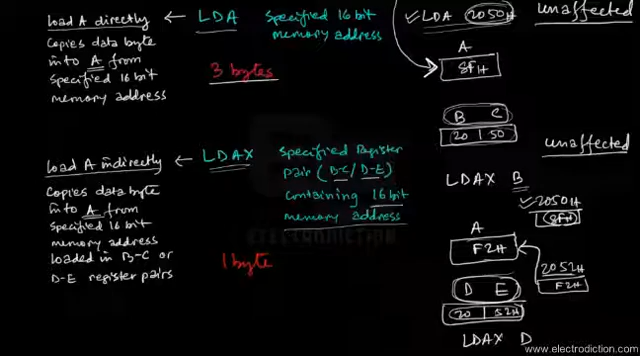 load A directly
Copies data byte
into A from
specified 16 bit
memory address
LDA
specified 16 bit
memory address
3 bytes
LDA 2050H
unaffected
A
8FH
B C
20 50
load A indirectly
Copies data byte
into A from
specified 16 bit
memory address
loaded in B-C or
D-E register pairs
LDAX
specified Register
pair (B-C/D-E)
containing 16 bit
memory address
1 byte
unaffected
LDAX B
2050H
8FH
A
F2H
2052H
F2H
D E
20 52H
LDAX D
www.electrodiction.com